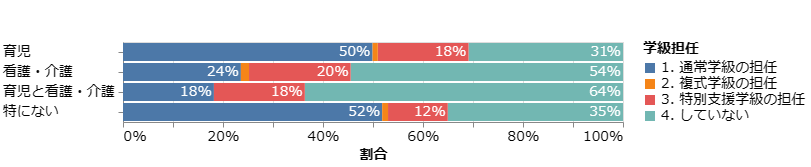 育児 50% 18% 31%
看護・介護 24% 20% 54%
育児と看護・介護 18% 18% 64%
特にない 52% 12% 35%
0% 20% 40% 60% 80% 100%
割合
学級担任
1. 通常学級の担任
2. 複式学級の担任
3. 特別支援学級の担任
4. していない